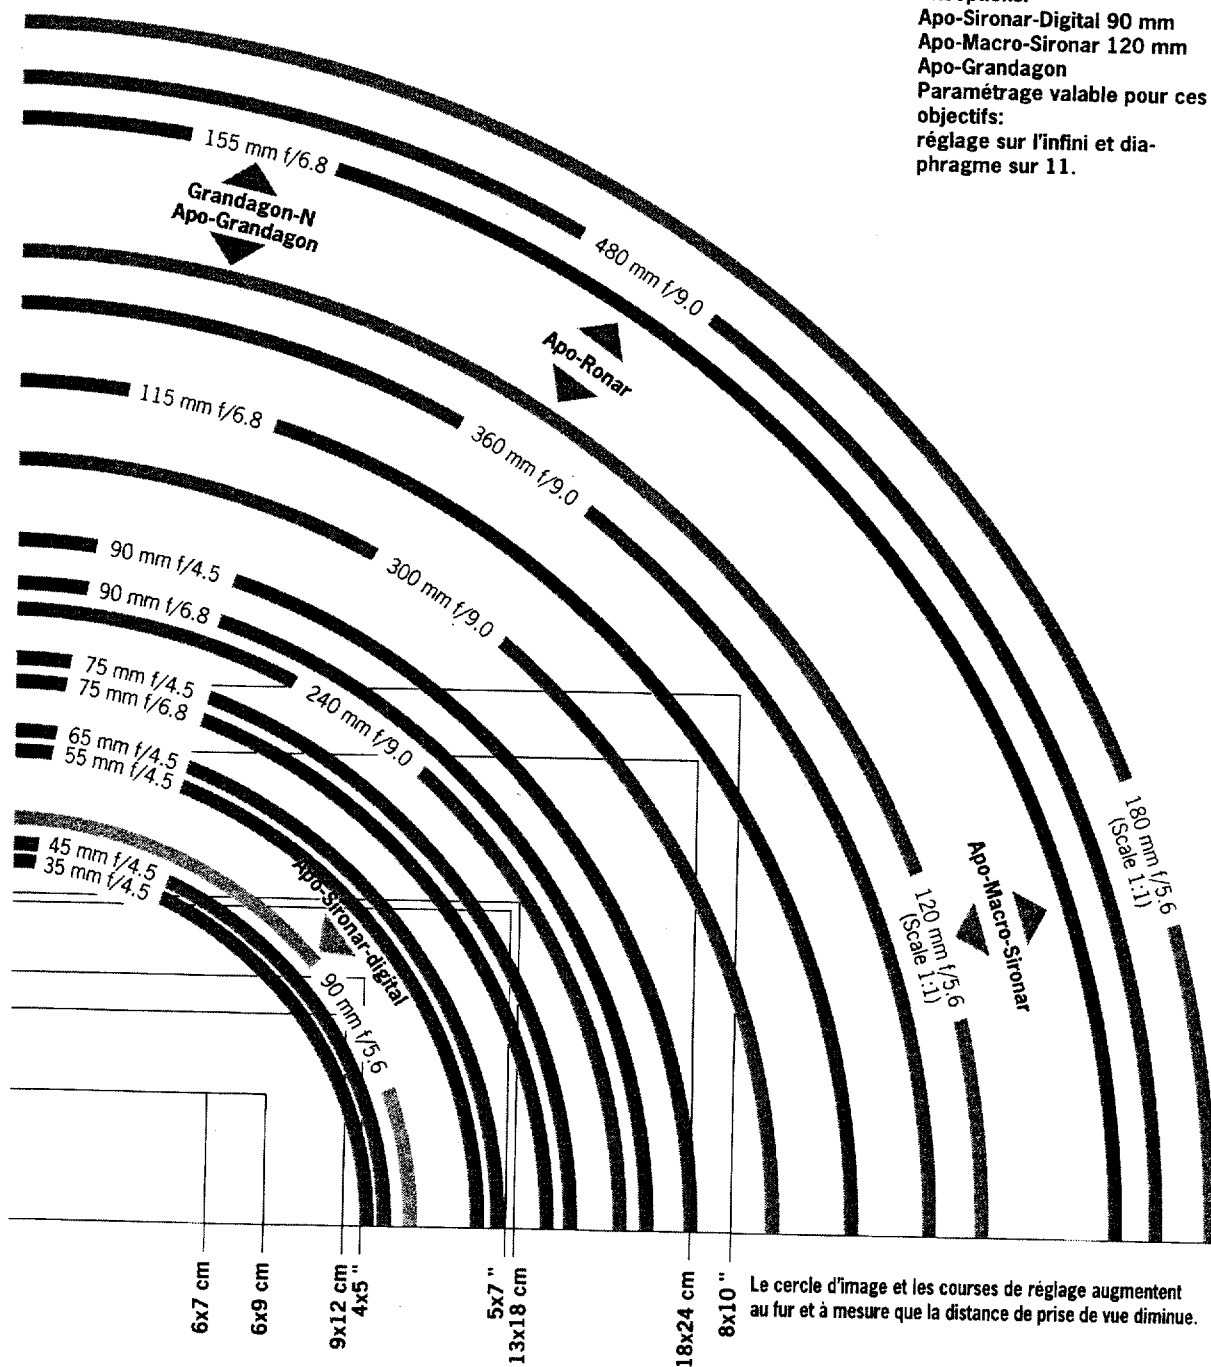 Apo-Sironar-Digital 90 mm
Apo-Macro-Sironar 120 mm
Apo-Grandagon
Paramétrage valable pour ces
objectifs:
réglage sur l'infini et dia-
phragme sur 11.
155 mm f/6.8
Grandagon-N
Apo-Grandagon
480 mm f/9.0
Apo-Ronar
115 mm f/6.8
360 mm f/9.0
300 mm f/9.0
90 mm f/4.5
90 mm f/6.8
75 mm f/4.5
75 mm f/6.8
240 mm f/9.0
65 mm f/4.5
55 mm f/4.5
45 mm f/4.5
35 mm f/4.5
Apo-Sironar-digital
90 mm f/5.6
180 mm f/5.6
(Scale 1:1)
Apo-Macro-Sironar
120 mm f/5.6
(Scale 1:1)
6x7 cm
6x9 cm
9x12 cm
4x5 "
5x7 "
13x18 cm
18x24 cm
8x10 "
Le cercle d'image et les courses de réglage augmentent
au fur et à mesure que la distance de prise de vue diminue.